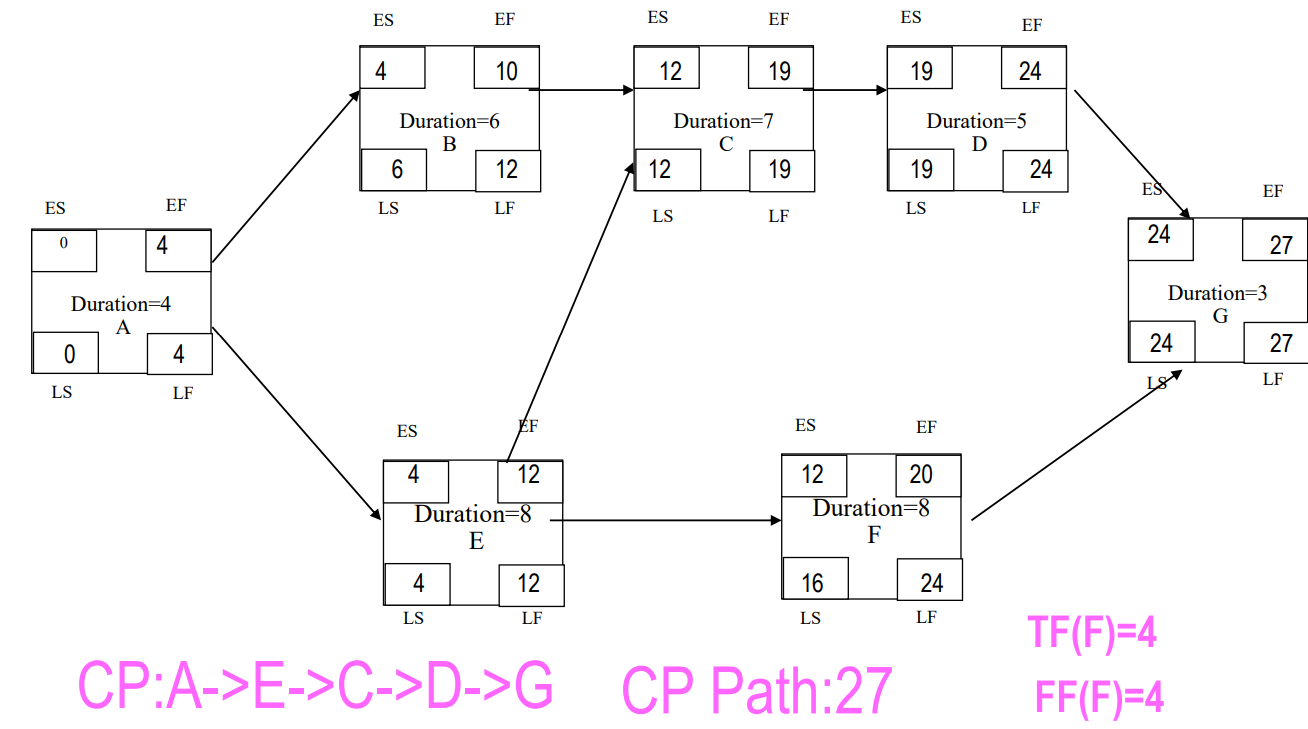 ES EF
4 10
Duration=6
B
6 12
LS LF
ES EF
12 19
Duration=7
C
12 19
LS LF
ES EF
19 24
Duration=5
D
19 24
LS LF
ES EF
0 4
Duration=4
A
0 4
LS LF
ES EF
24 27
Duration=3
G
24 27
LS LF
ES EF
4 12
Duration=8
E
4 12
LS LF
ES EF
12 20
Duration=8
F
16 24
LS LF
TF(F)=4
FF(F)=4
CP:A->E->C->D->G
CP Path:27